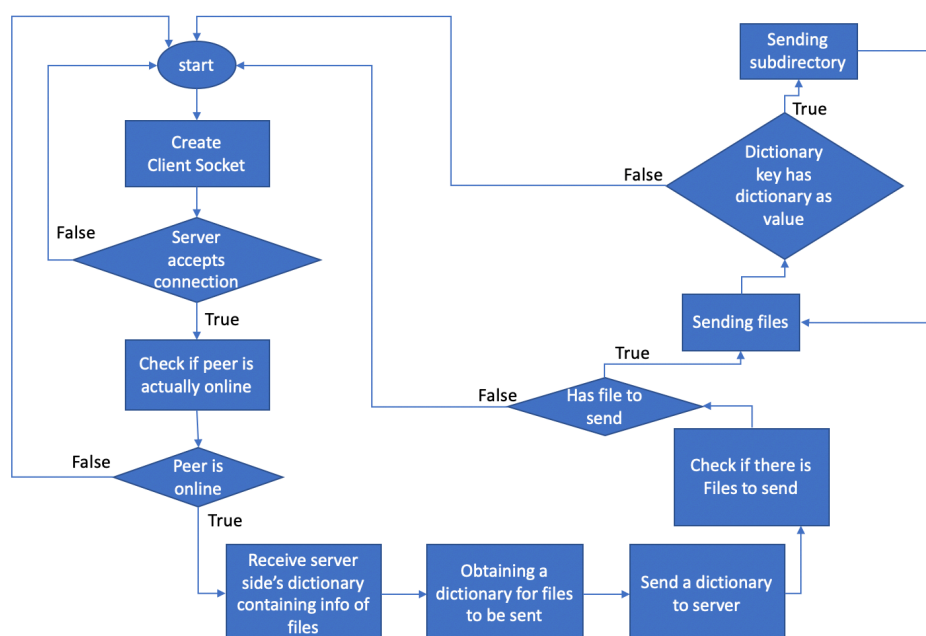 start
Create
Client Socket
False
Server
accepts
connection
True
Check if peer is
actually online
False
Peer is
online
True
Receive server
side's dictionary
containing info of
files
Obtaining a
dictionary for files
to be sent
Send a dictionary
to server
Check if there is
Files to send
False
Has file to
send
True
Sending files
False
Dictionary
key has
dictionary as
value
True
Sending
subdirectory